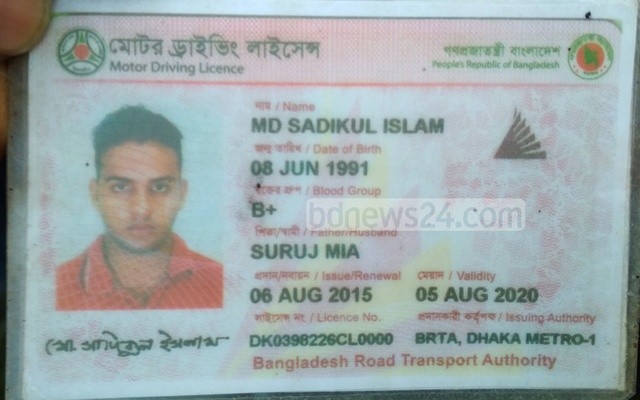 মোটর ড্রাইভিং লাইসেন্স
Motor Driving Licence
গণপ্রজাতন্ত্রী বাংলাদেশ
People's Republic of Bangladesh
নাম / Name
MD SADIKUL ISLAM
জন্ম তারিখ / Date of Birth
08 JUN 1991
রক্তের গ্রুপ / Blood Group
B+
bdnews24.com
পিতা/স্বামী / Father/Husband
SURUJ MIA
প্রদান/নবায়ন / Issue/Renewal মেয়াদ / Validity
06 AUG 2015 05 AUG 2020
লাইসেন্স নং / Licence No. প্রদানকারী কর্তৃপক্ষ / Issuing Authority
DK0398226CL0000 BRTA, DHAKA METRO-1
মোঃ সাদিকুল ইসলাম
Bangladesh Road Transport Authority